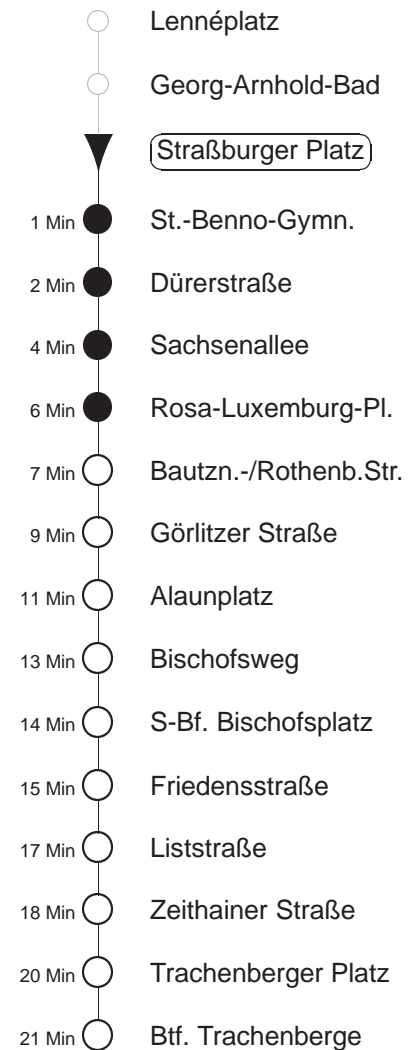 Lennéplatz
Georg-Arnhold-Bad
Straßburger Platz
1 Min St.-Benno-Gymn.
2 Min Dürerstraße
4 Min Sachsenallee
6 Min Rosa-Luxemburg-Pl.
7 Min Bautzn.-/Rothenb.Str.
9 Min Görlitzer Straße
11 Min Alaunplatz
13 Min Bischofsweg
14 Min S-Bf. Bischofsplatz
15 Min Friedensstraße
17 Min Liststraße
18 Min Zeithainer Straße
20 Min Trachenberger Platz
21 Min Btf. Trachenberge